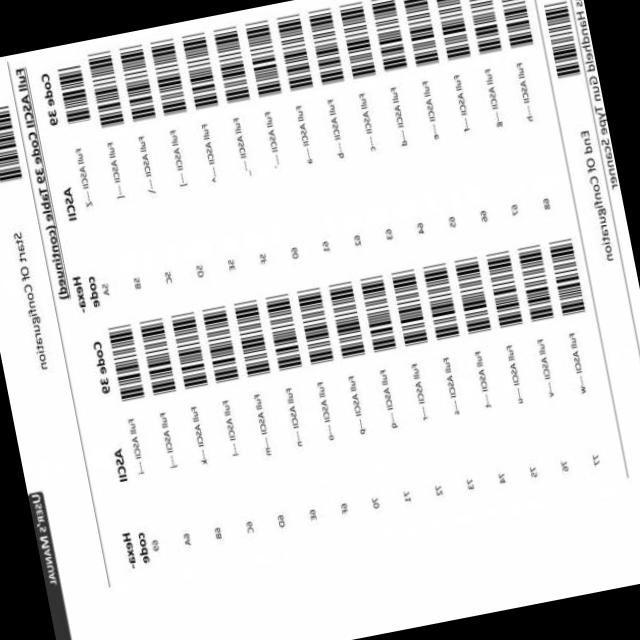 User's Manual
Full ASCII Code 39 Table (continued)
Hexa-code ASCII Code 39
5A Full ASCII ----Z
5B Full ASCII ----[
5C Full ASCII ----\
5D Full ASCII ----]
5E Full ASCII ----^
5F Full ASCII ----_
60 Full ASCII ----`
61 Full ASCII ----a
62 Full ASCII ----b
63 Full ASCII ----c
64 Full ASCII ----d
65 Full ASCII ----e
66 Full ASCII ----f
67 Full ASCII ----g
68 Full ASCII ----h
Hexa-code ASCII Code 39
69 Full ASCII ----i
6A Full ASCII ----j
6B Full ASCII ----k
6C Full ASCII ----l
6D Full ASCII ----m
6E Full ASCII ----n
6F Full ASCII ----o
70 Full ASCII ----p
71 Full ASCII ----q
72 Full ASCII ----r
73 Full ASCII ----s
74 Full ASCII ----t
75 Full ASCII ----u
76 Full ASCII ----v
77 Full ASCII ----w
End Of Configuration
Handheld Gun Type Scanner